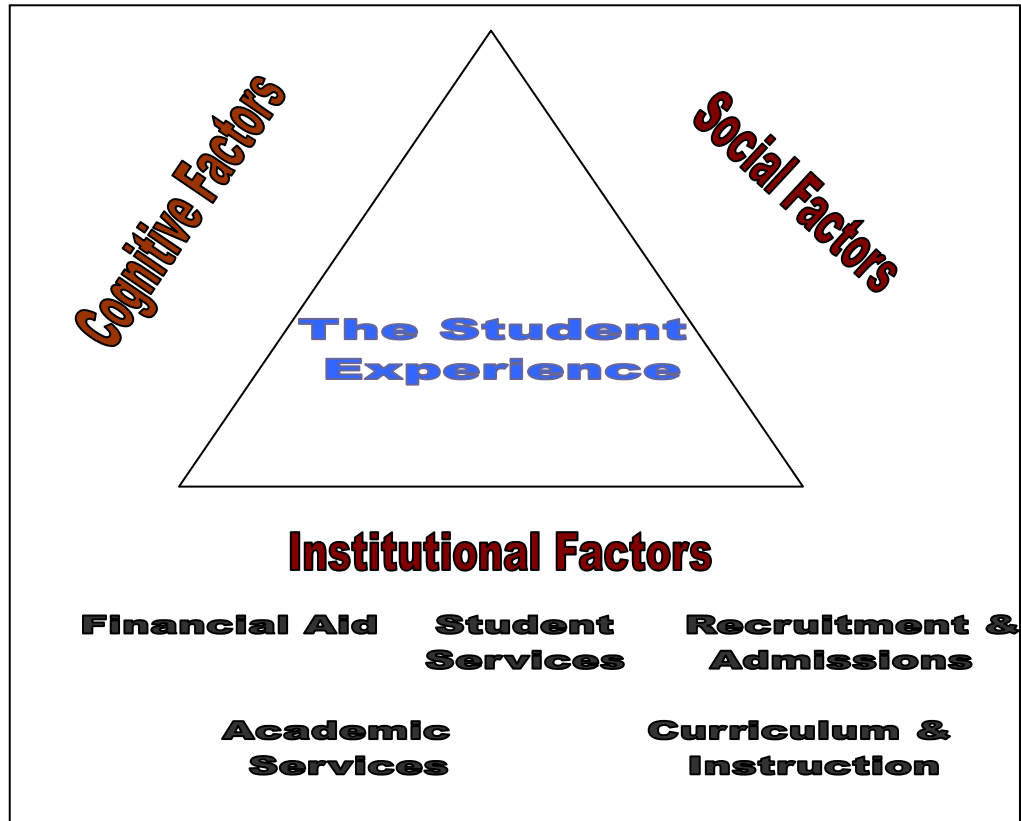 Cognitive Factors
Social Factors
The Student
Experience
Institutional Factors
Financial Aid
Student
Services
Recruitment &
Admissions
Academic
Services
Curriculum &
Instruction